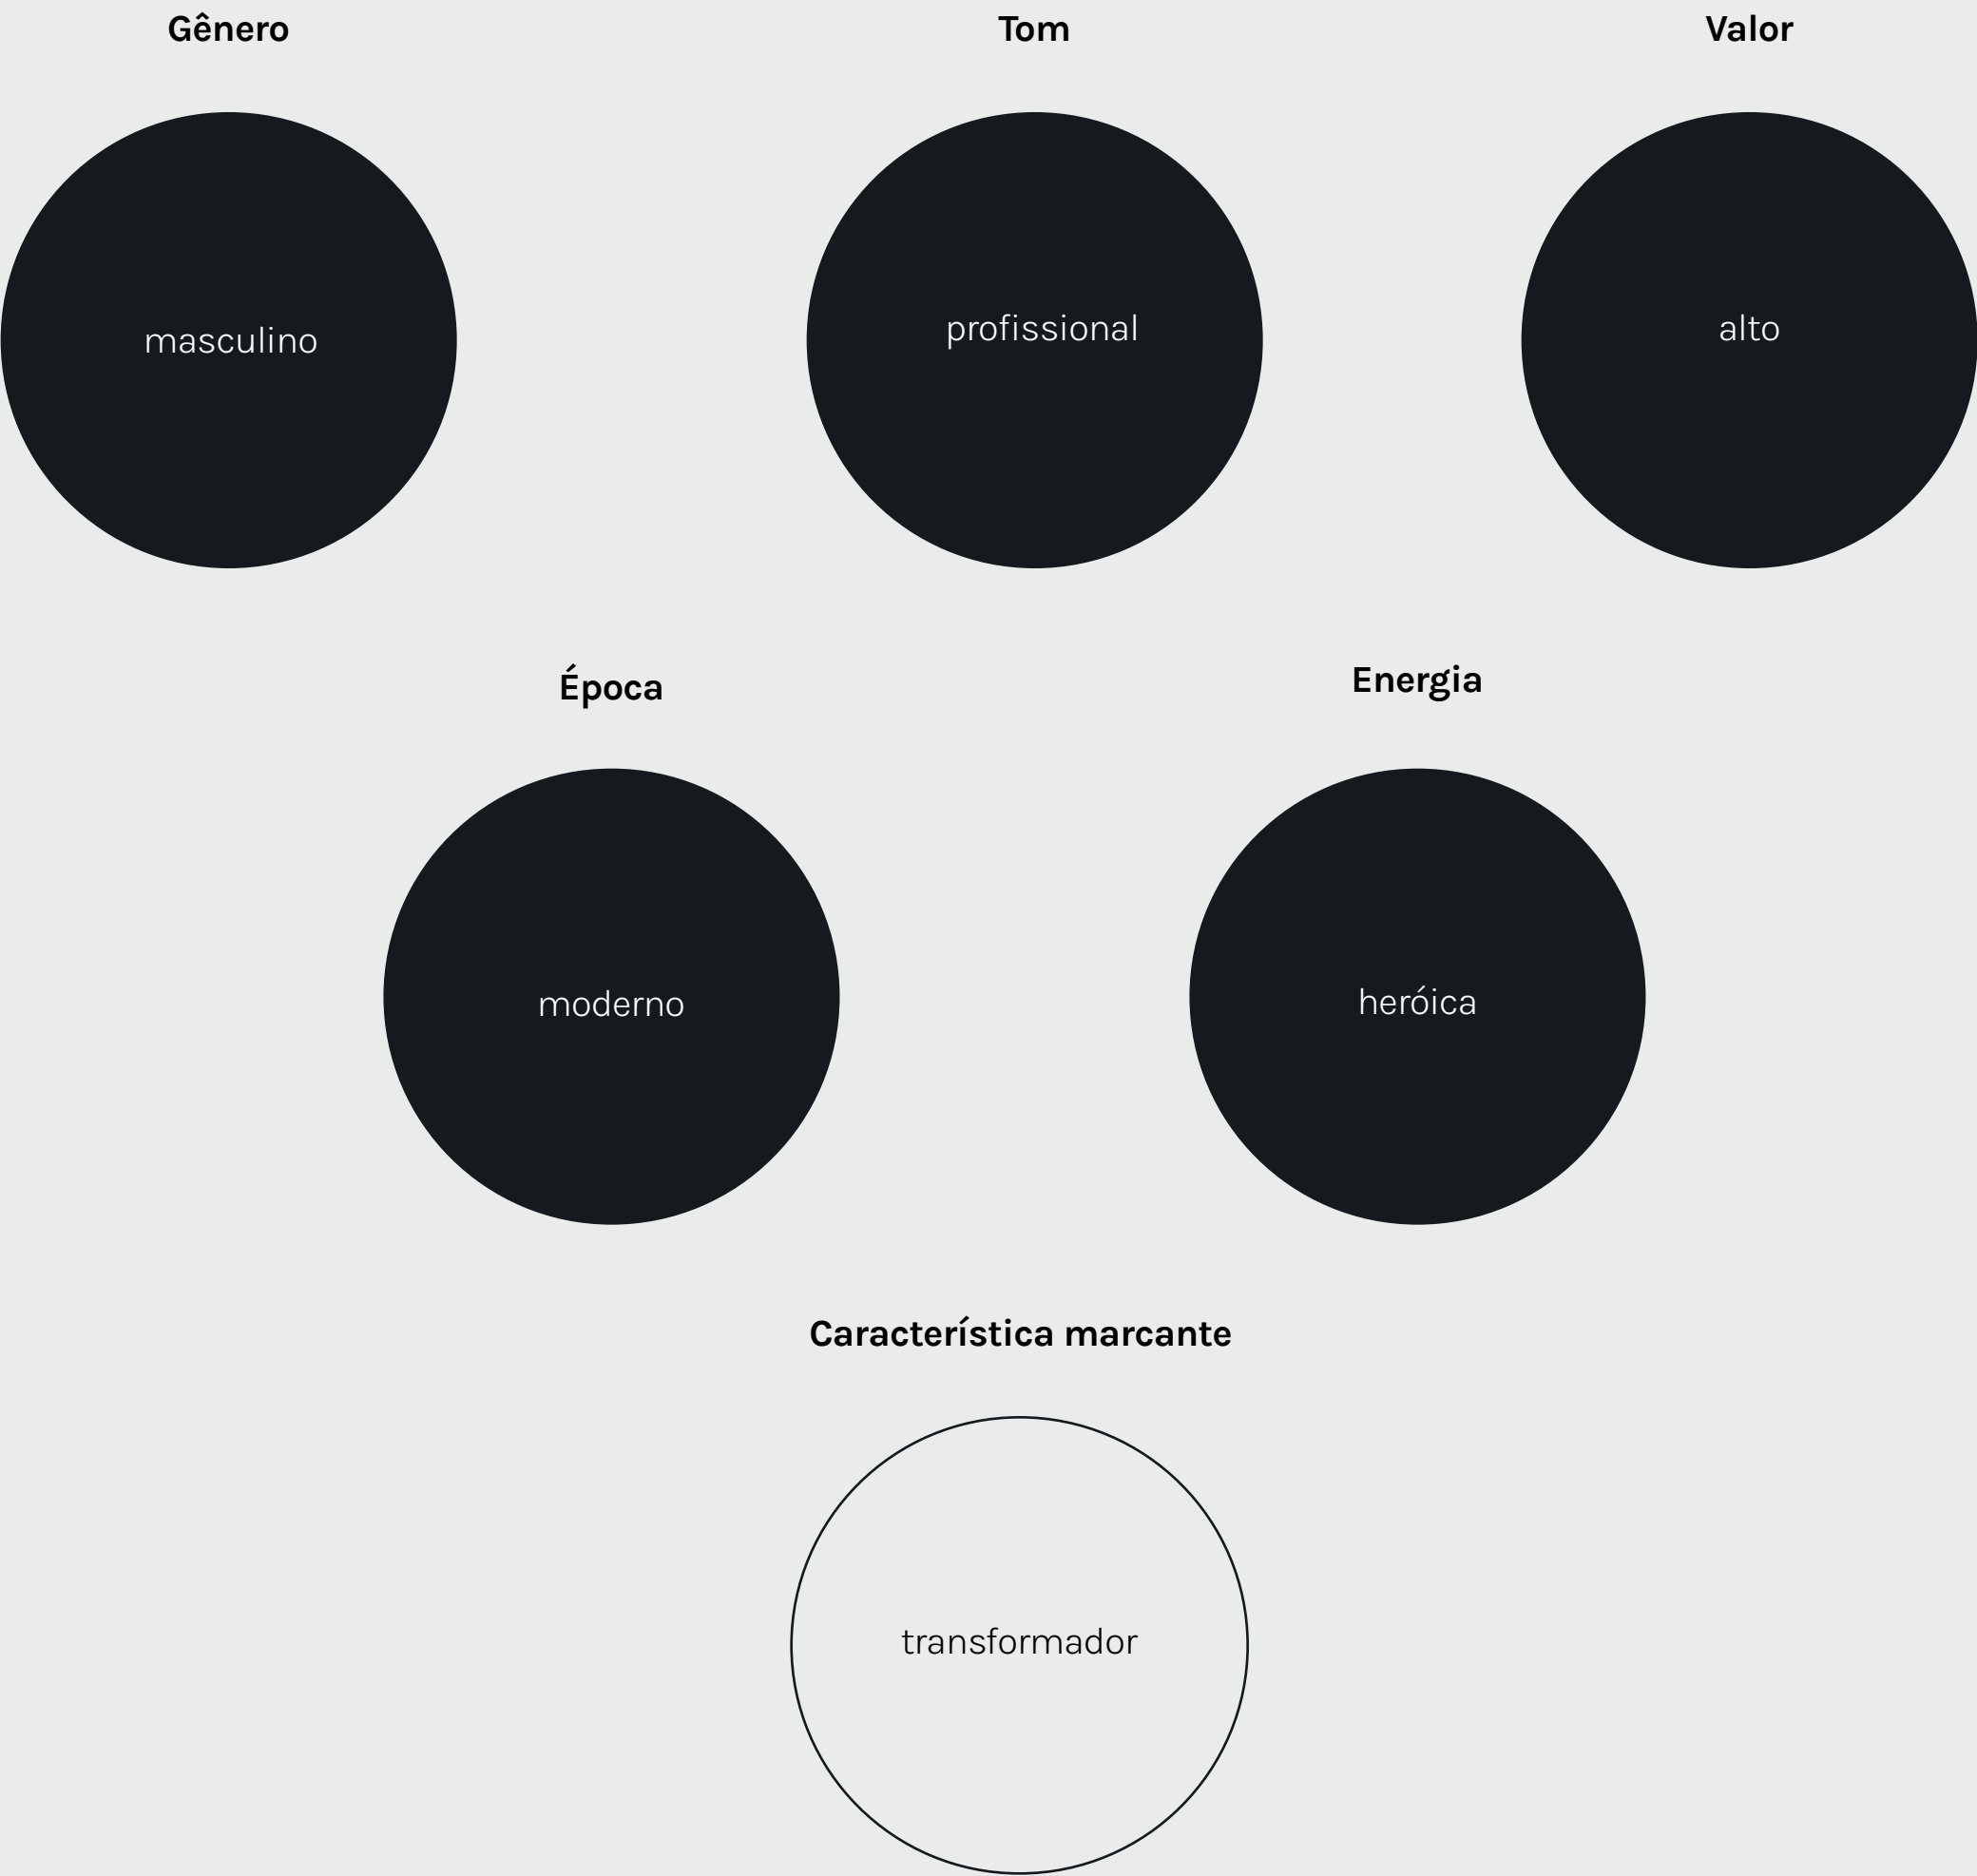 Gênero
Tom
Valor
masculino
profissional
alto
Época
Energia
moderno
heróica
Característica marcante
transformador